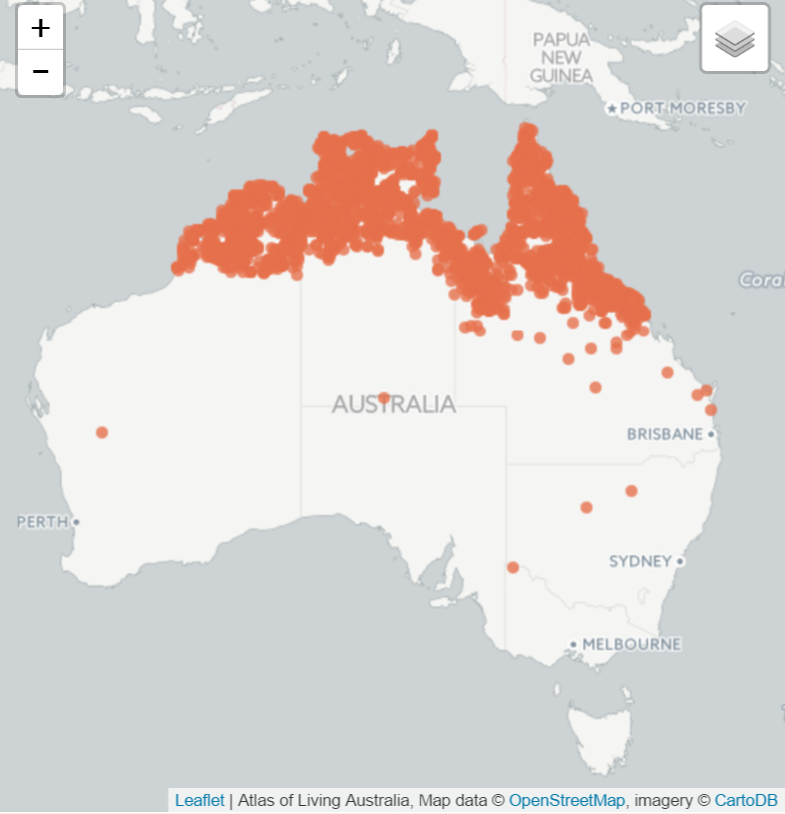 +
−
PAPUA
NEW
GUINEA
★ PORT MORESBY
Coral
AUSTRALIA
BRISBANE
PERTH
SYDNEY
MELBOURNE
Leaflet | Atlas of Living Australia, Map data © OpenStreetMap, imagery © CartoDB